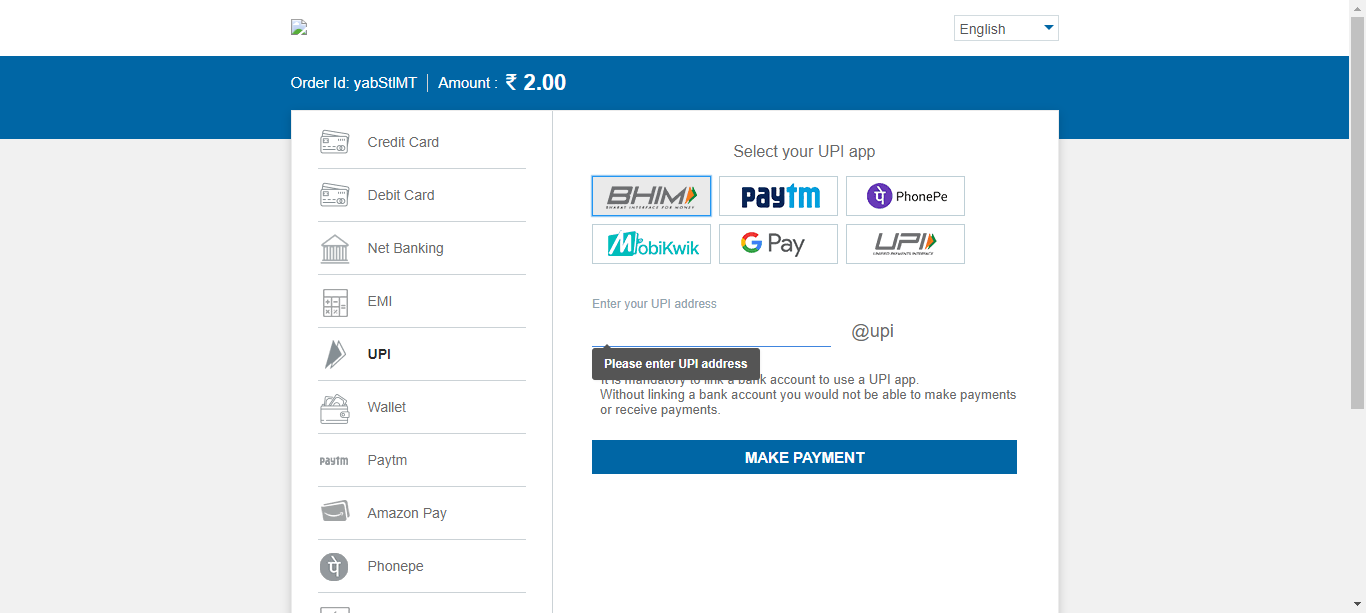 English
Order Id: yabStlMT Amount : ₹ 2.00
Credit Card
Debit Card
Net Banking
EMI
UPI
Wallet
paytm Paytm
Amazon Pay
Phonepe
Select your UPI app
BHIM
BHARAT INTERFACE FOR MONEY
paytm
PhonePe
MobiKwik
G Pay
UPI
UNIFIED PAYMENTS INTERFACE
Enter your UPI address
@upi
Please enter UPI address
It is mandatory to link a bank account to use a UPI app.
Without linking a bank account you would not be able to make payments
or receive payments.
MAKE PAYMENT